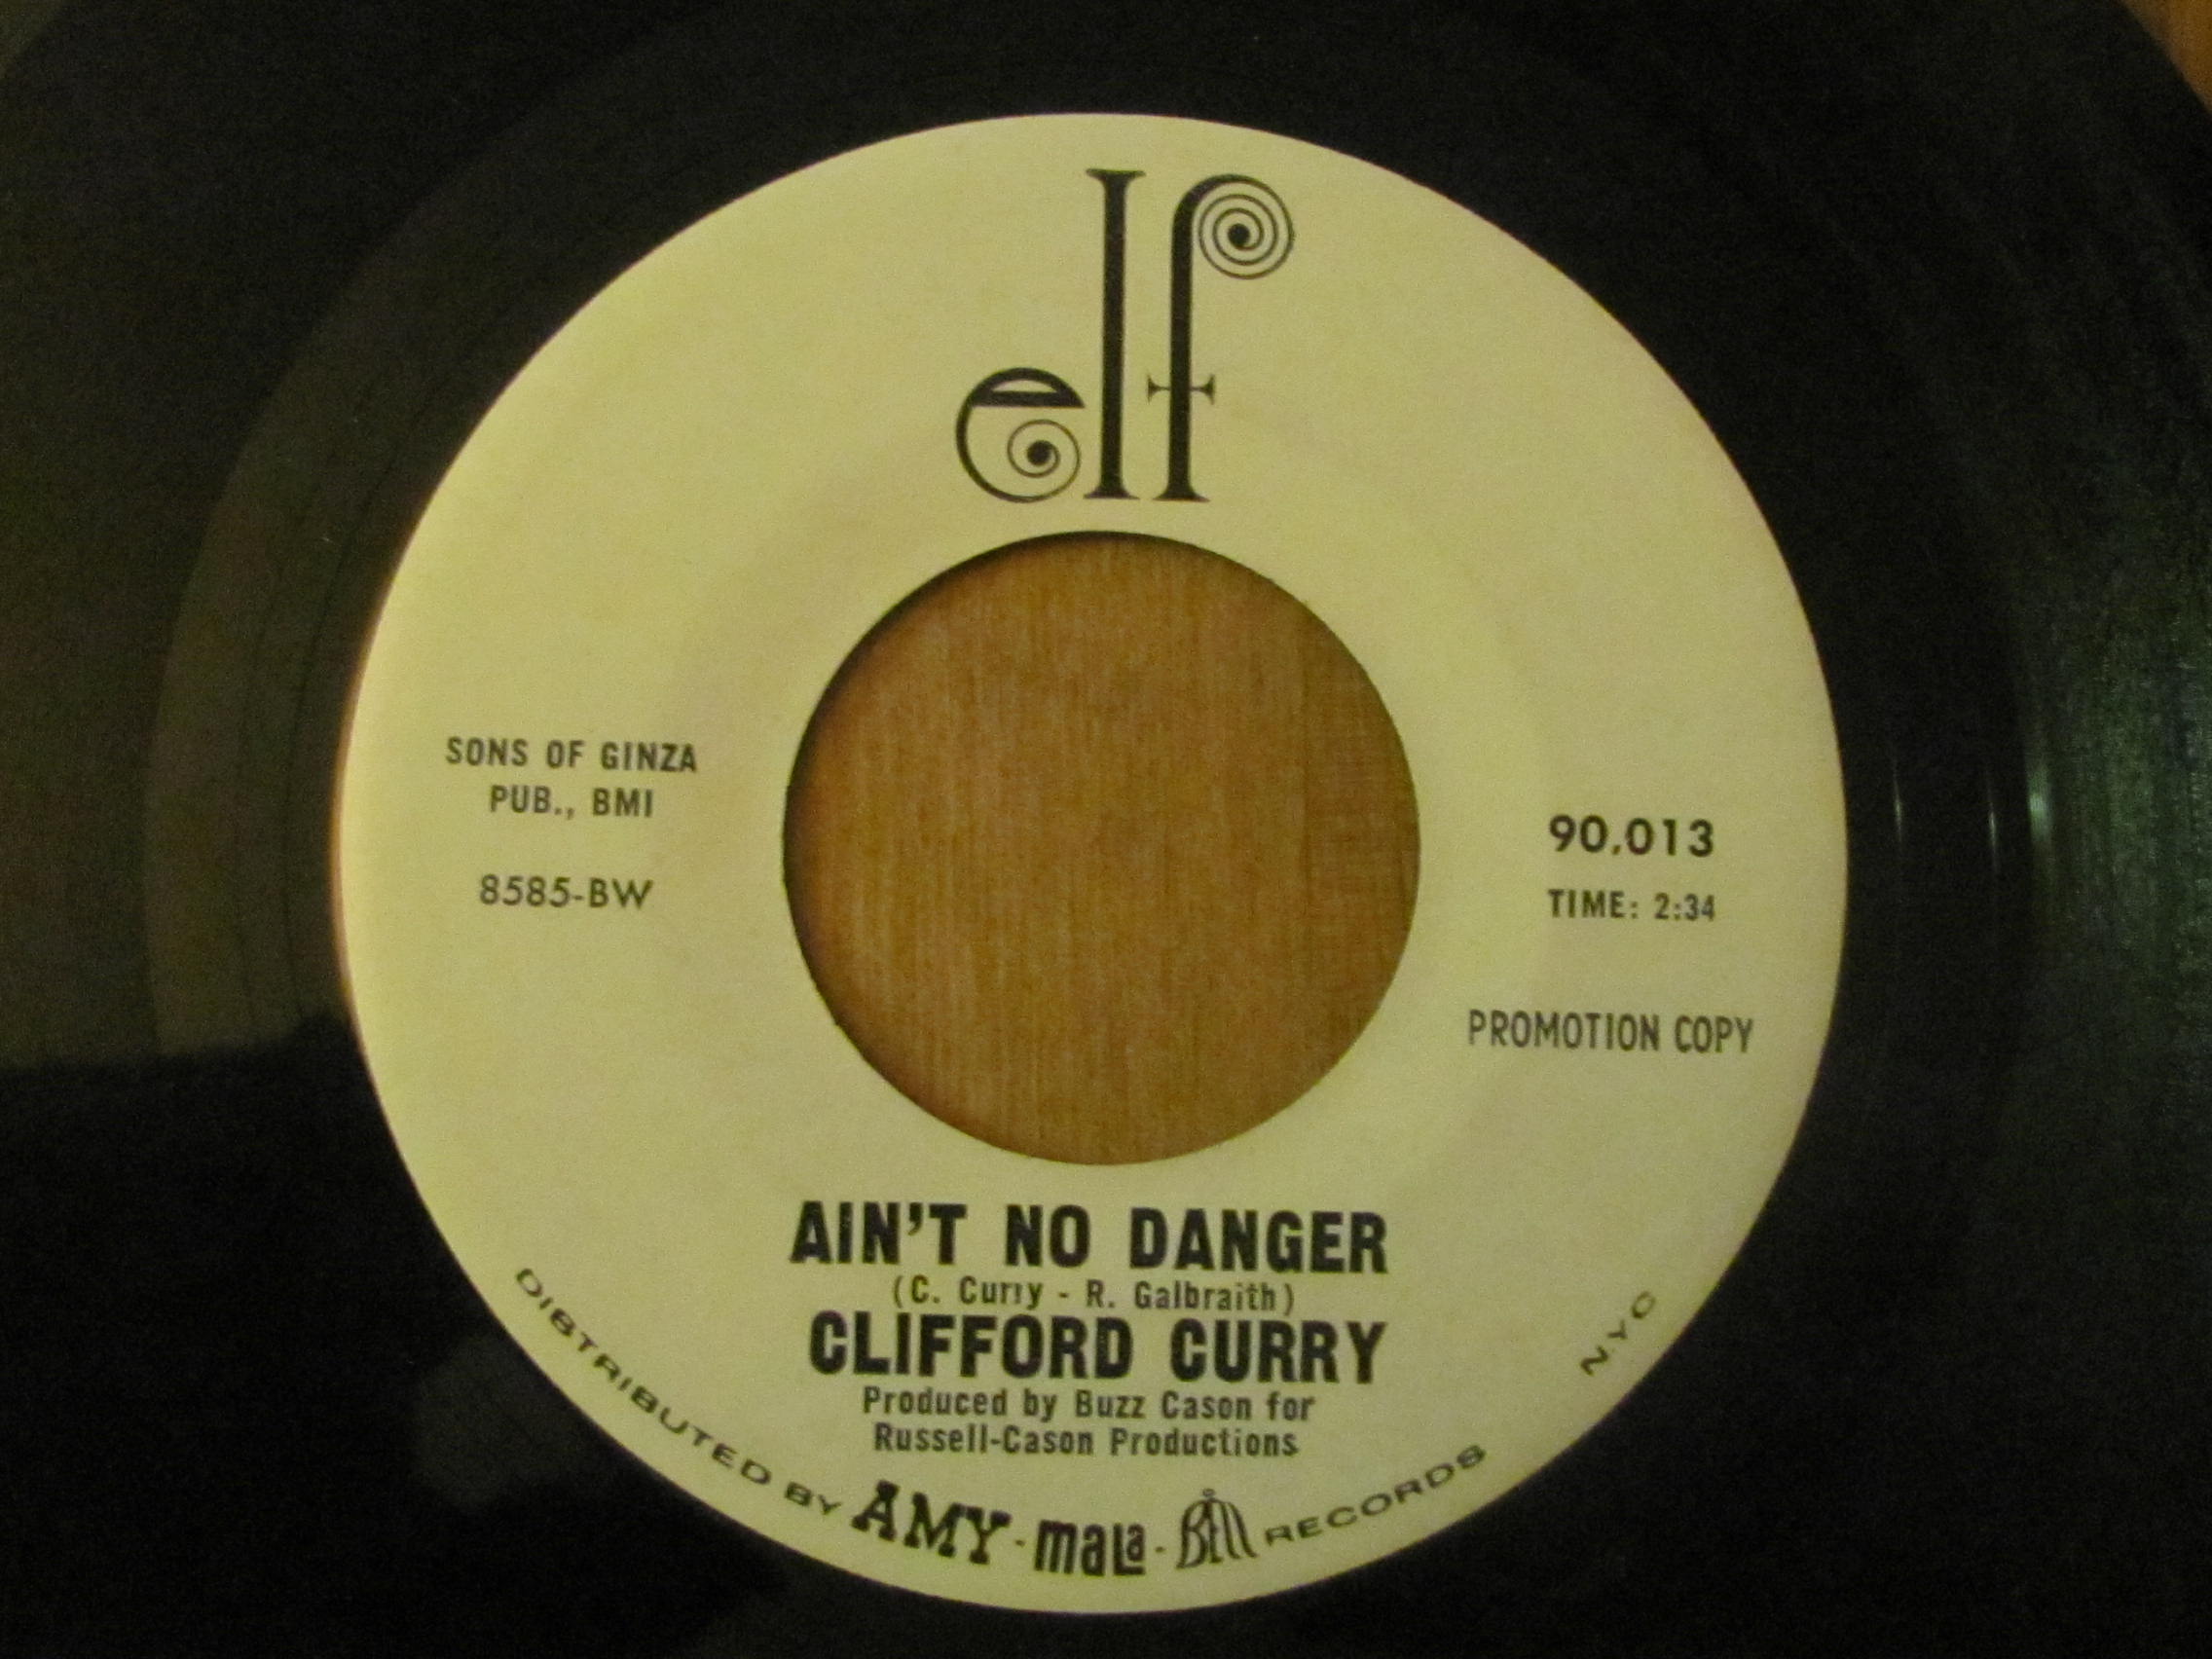 elf
SONS OF GINZA
PUB., BMI
8585-BW
90,013
TIME: 2:34
PROMOTION COPY
AIN'T NO DANGER
(C. Curry - R. Galbraith)
CLIFFORD CURRY
Produced by Buzz Cason for
Russell-Cason Productions
DISTRIBUTED BY AMY - mala - Bell RECORDS NYC